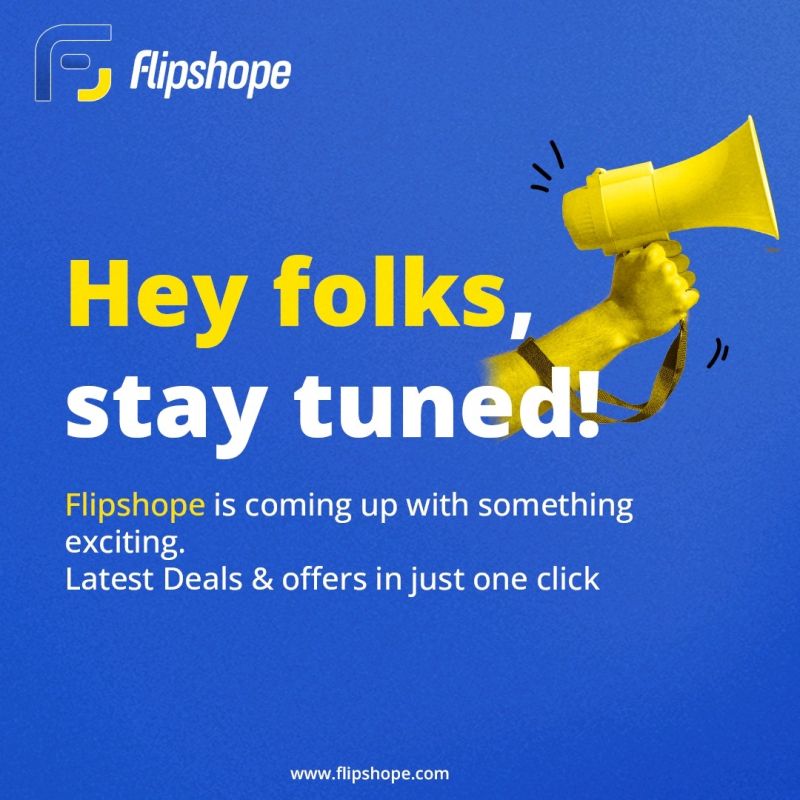 Flipshope
Hey folks,
stay tuned!
Flipshope is coming up with something
exciting.
Latest Deals & offers in just one click
www.flipshope.com